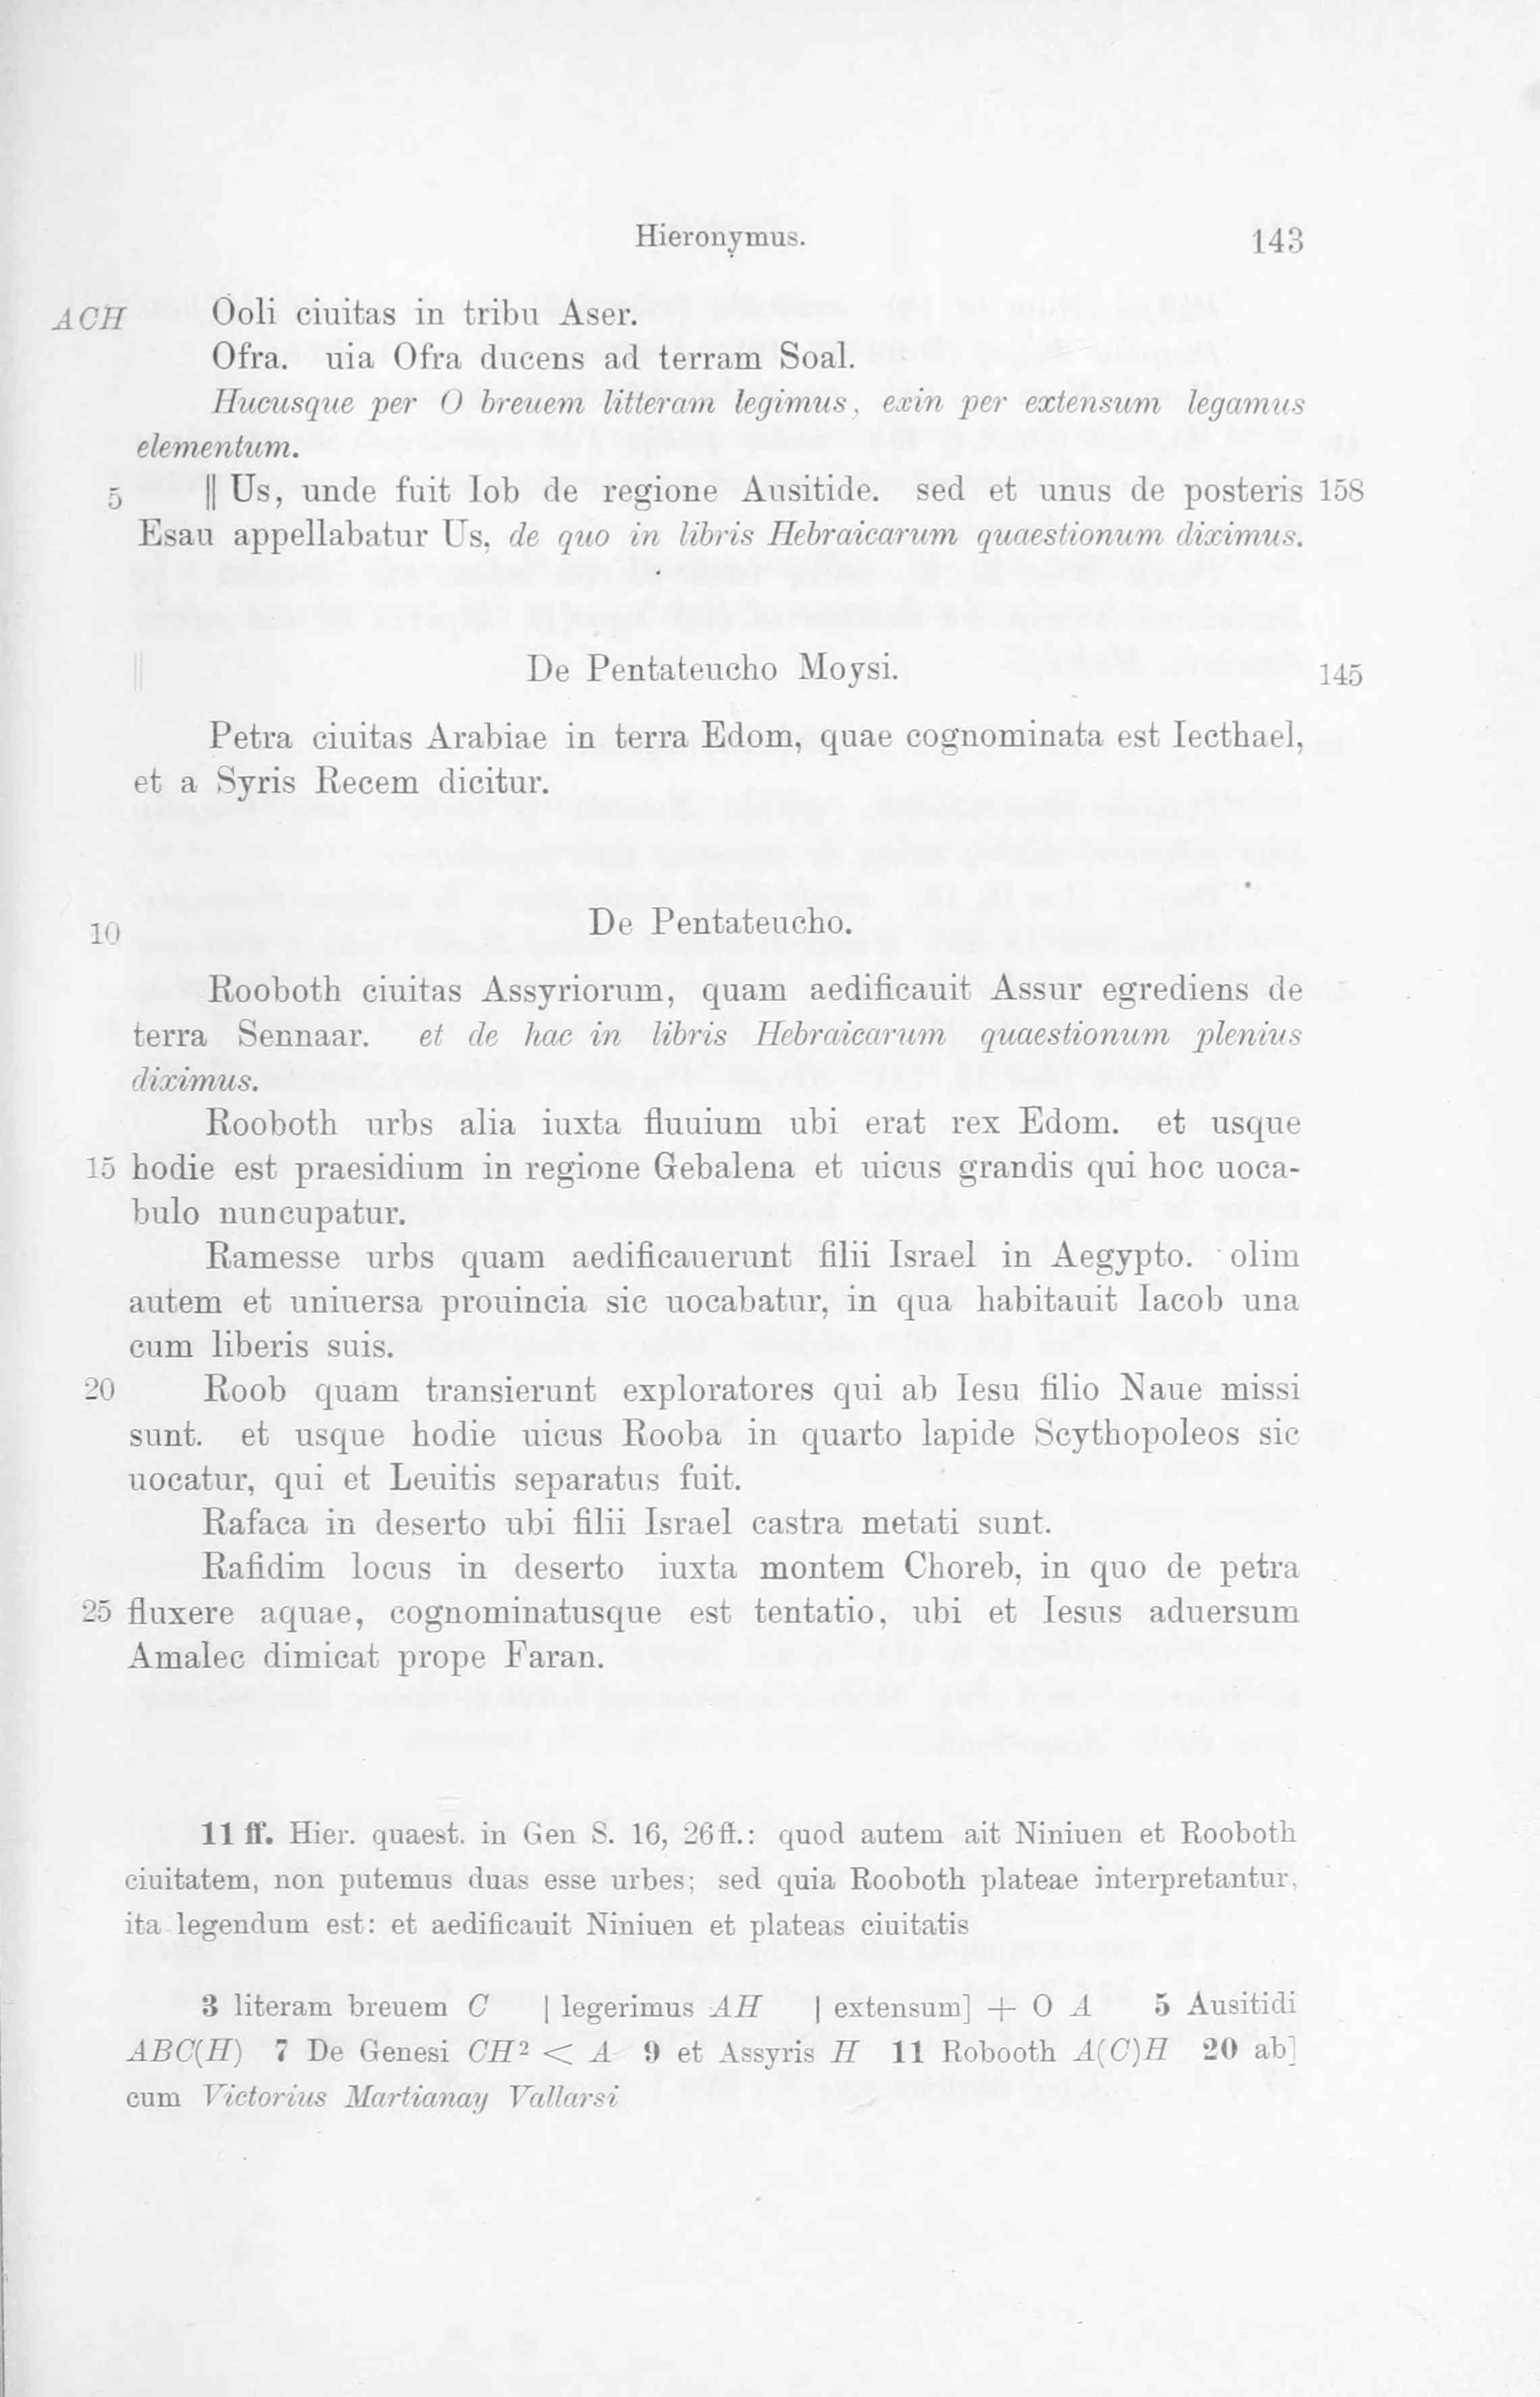 Hieronymus. 143
ACH Ooli ciuitas in tribu Aser.
Ofra. uia Ofra ducens ad terram Soal.
Hucusque per O breuem litteram legimus, exin per extensum legamus
elementum.
5 || Us, unde fuit Iob de regione Ausitide. sed et unus de posteris 158
Esau appellabatur Us, de quo in libris Hebraicarum quaestionum diximus.
|| De Pentateucho Moysi. 145
Petra ciuitas Arabiae in terra Edom, quae cognominata est Iecthael,
et a Syris Recem dicitur.
10 De Pentateucho.
Rooboth ciuitas Assyriorum, quam aedificauit Assur egrediens de
terra Sennaar. et de hac in libris Hebraicarum quaestionum plenius
diximus.
Rooboth urbs alia iuxta fluuium ubi erat rex Edom. et usque
15 hodie est praesidium in regione Gebalena et uicus grandis qui hoc uoca-
bulo nuncupatur.
Ramesse urbs quam aedificauerunt filii Israel in Aegypto. olim
autem et uniuersa prouincia sic uocabatur, in qua habitauit Iacob una
cum liberis suis.
20 Roob quam transierunt exploratores qui ab Iesu filio Naue missi
sunt. et usque hodie uicus Rooba in quarto lapide Scythopoleos sic
uocatur, qui et Leuitis separatus fuit.
Rafaca in deserto ubi filii Israel castra metati sunt.
Rafidim locus in deserto iuxta montem Choreb, in quo de petra
25 fluxere aquae, cognominatusque est tentatio, ubi et Iesus aduersum
Amalec dimicat prope Faran.
11 ff. Hier. quaest. in Gen S. 16, 26 ff.: quod autem ait Niniuen et Rooboth
ciuitatem, non putemus duas esse urbes; sed quia Rooboth plateae interpretantur,
ita legendum est: et aedificauit Niniuen et plateas ciuitatis
3 literam breuem C | legerimus AH | extensum] + O A 5 Ausitidi
ABC(H) 7 De Genesi CH² < A 9 et Assyris H 11 Robooth A(C)H 20 ab]
cum Victorius Martianay Vallarsi